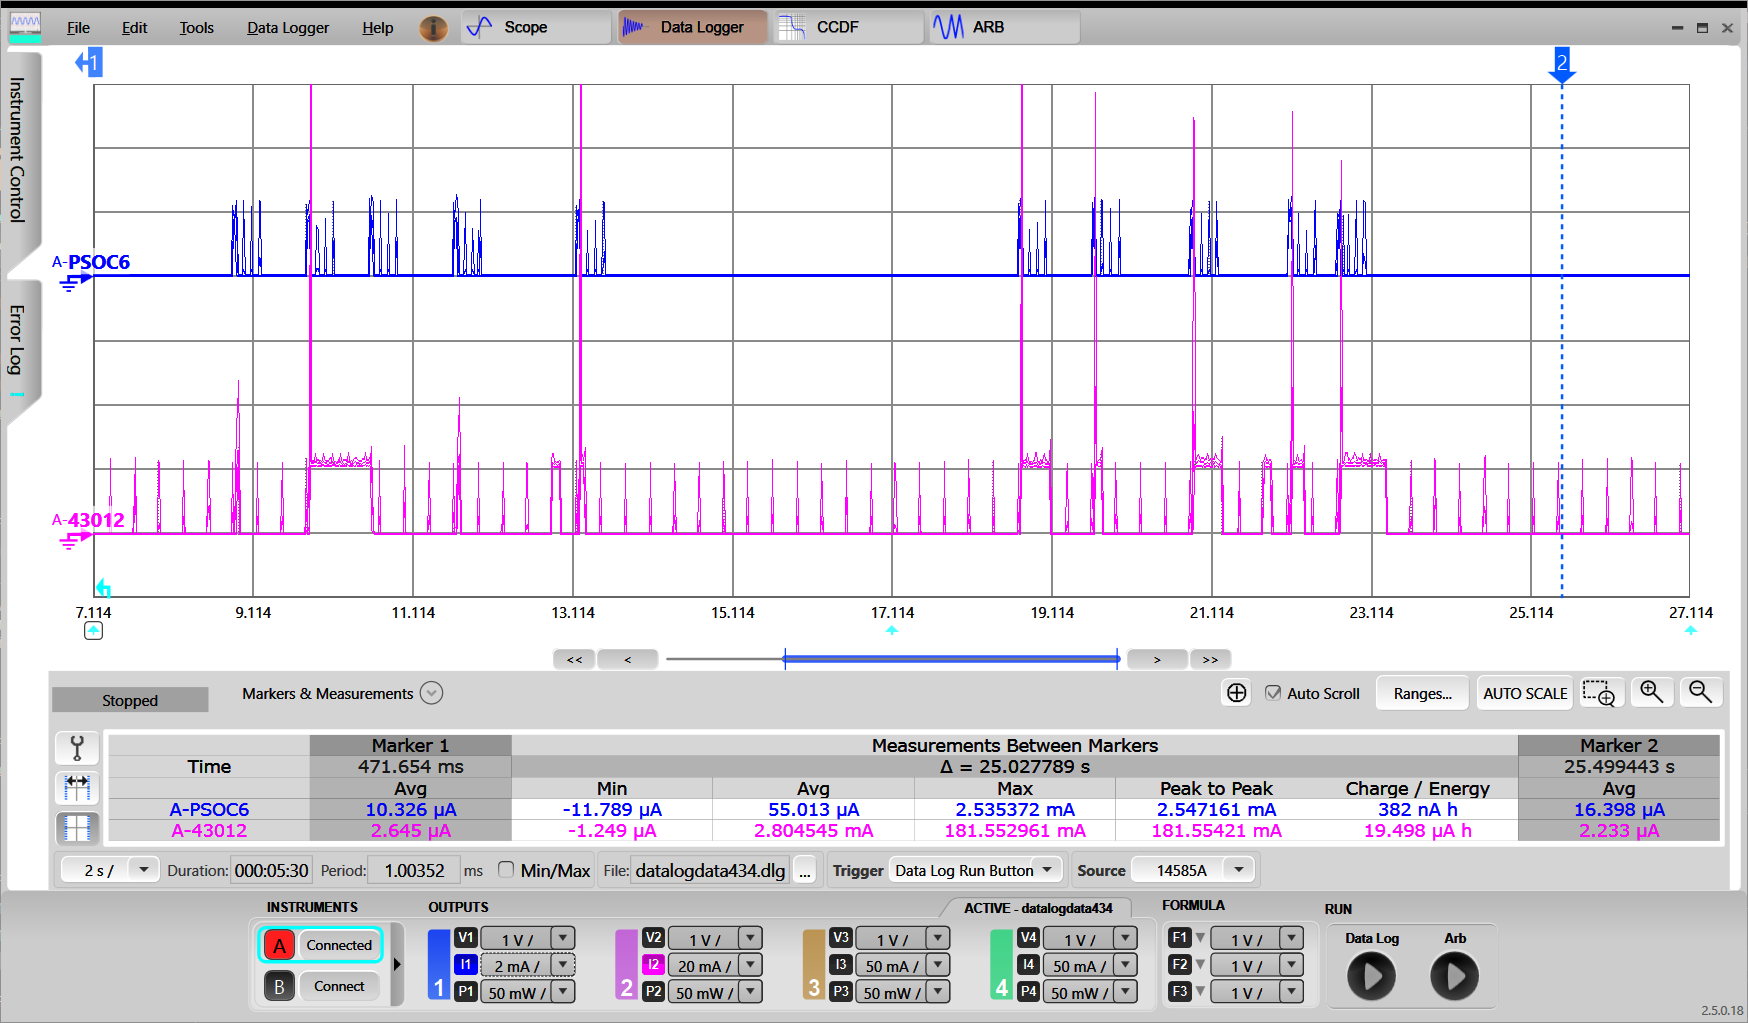 File Edit Tools Data Logger Help Scope Data Logger CCDF ARB
Instrument Control
Error Log
1
2
A-PSOC6
A-43012
7.114 9.114 11.114 13.114 15.114 17.114 19.114 21.114 23.114 25.114 27.114
<< < > >>
Stopped Markers & Measurements Auto Scroll Ranges... AUTO SCALE
Marker 1 Measurements Between Markers Marker 2
Time 471.654 ms Δ = 25.027789 s 25.499443 s
Avg Min Avg Max Peak to Peak Charge / Energy Avg
A-PSOC6 10.326 µA -11.789 µA 55.013 µA 2.535372 mA 2.547161 mA 382 nA h 16.398 µA
A-43012 2.645 µA -1.249 µA 2.804545 mA 181.552961 mA 181.55421 mA 19.498 µA h 2.233 µA
2 s / Duration: 000:05:30 Period: 1.00352 ms Min/Max File: datalogdata434.dlg ... Trigger Data Log Run Button Source 14585A
INSTRUMENTS OUTPUTS ACTIVE - datalogdata434 FORMULA RUN
A Connected
B Connect
1 V1 1 V / I1 2 mA / P1 50 mW /
2 V2 1 V / I2 20 mA / P2 50 mW /
3 V3 1 V / I3 50 mA / P3 50 mW /
4 V4 1 V / I4 50 mA / P4 50 mW /
F1 1 V /
F2 1 V /
F3 1 V /
Data Log Arb
2.5.0.18